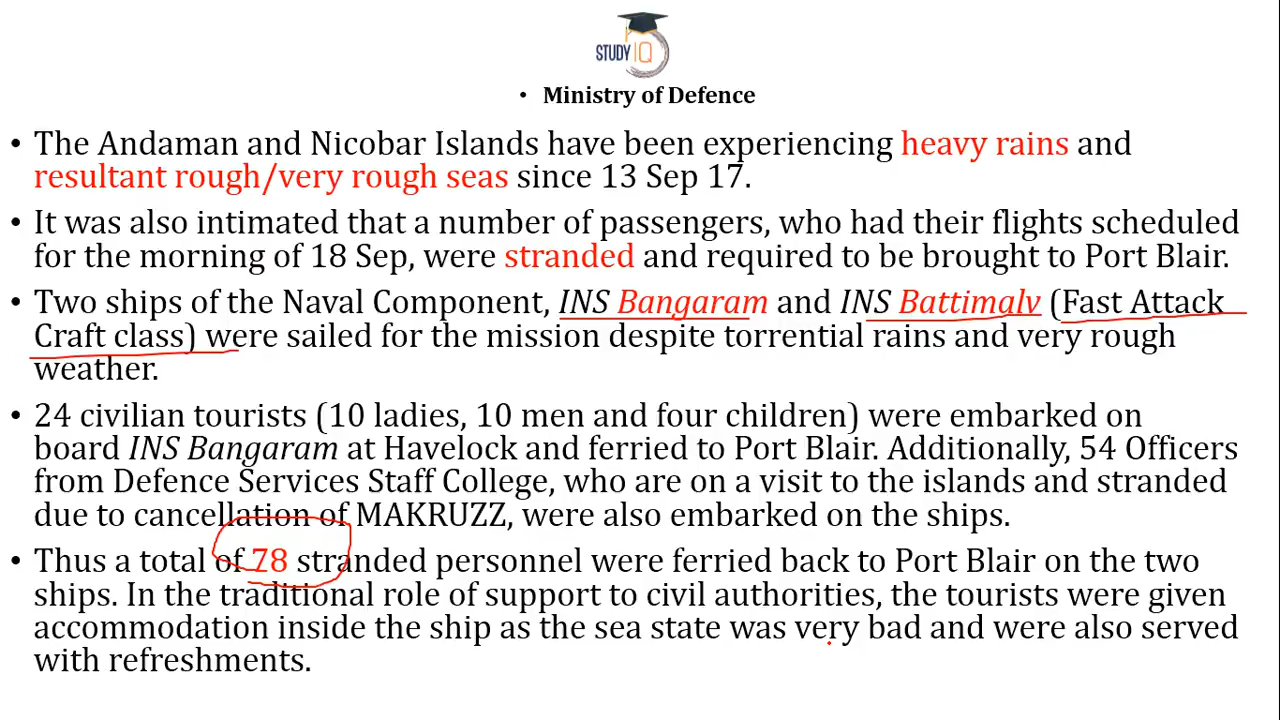 STUDY IQ
• Ministry of Defence
• The Andaman and Nicobar Islands have been experiencing heavy rains and
resultant rough/very rough seas since 13 Sep 17.
• It was also intimated that a number of passengers, who had their flights scheduled
for the morning of 18 Sep, were stranded and required to be brought to Port Blair.
• Two ships of the Naval Component, INS Bangaram and INS Battimalv (Fast Attack
Craft class) were sailed for the mission despite torrential rains and very rough
weather.
• 24 civilian tourists (10 ladies, 10 men and four children) were embarked on
board INS Bangaram at Havelock and ferried to Port Blair. Additionally, 54 Officers
from Defence Services Staff College, who are on a visit to the islands and stranded
due to cancellation of MAKRUZZ, were also embarked on the ships.
• Thus a total of 78 stranded personnel were ferried back to Port Blair on the two
ships. In the traditional role of support to civil authorities, the tourists were given
accommodation inside the ship as the sea state was very bad and were also served
with refreshments.